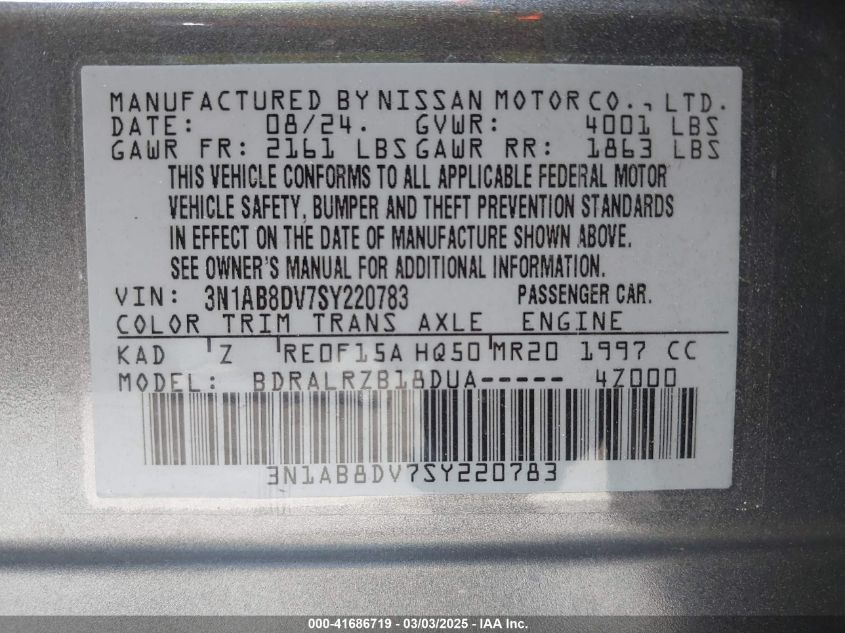 MANUFACTURED BY NISSAN MOTOR CO., LTD.
DATE: 08/24. GVWR: 4001 LBS
GAWR FR: 2161 LBS GAWR RR: 1863 LBS
THIS VEHICLE CONFORMS TO ALL APPLICABLE FEDERAL MOTOR
VEHICLE SAFETY, BUMPER AND THEFT PREVENTION STANDARDS
IN EFFECT ON THE DATE OF MANUFACTURE SHOWN ABOVE.
SEE OWNER'S MANUAL FOR ADDITIONAL INFORMATION.
VIN: 3N1AB8DV7SY220783 PASSENGER CAR.
COLOR TRIM TRANS AXLE ENGINE
KAD Z RE0F15A HQ50 MR20 1997 CC
MODEL: BDRALRZB18DUA----- 4Z000
3N1AB8DV7SY220783
000-41686719 // 03/03/2025 - IAA Inc.